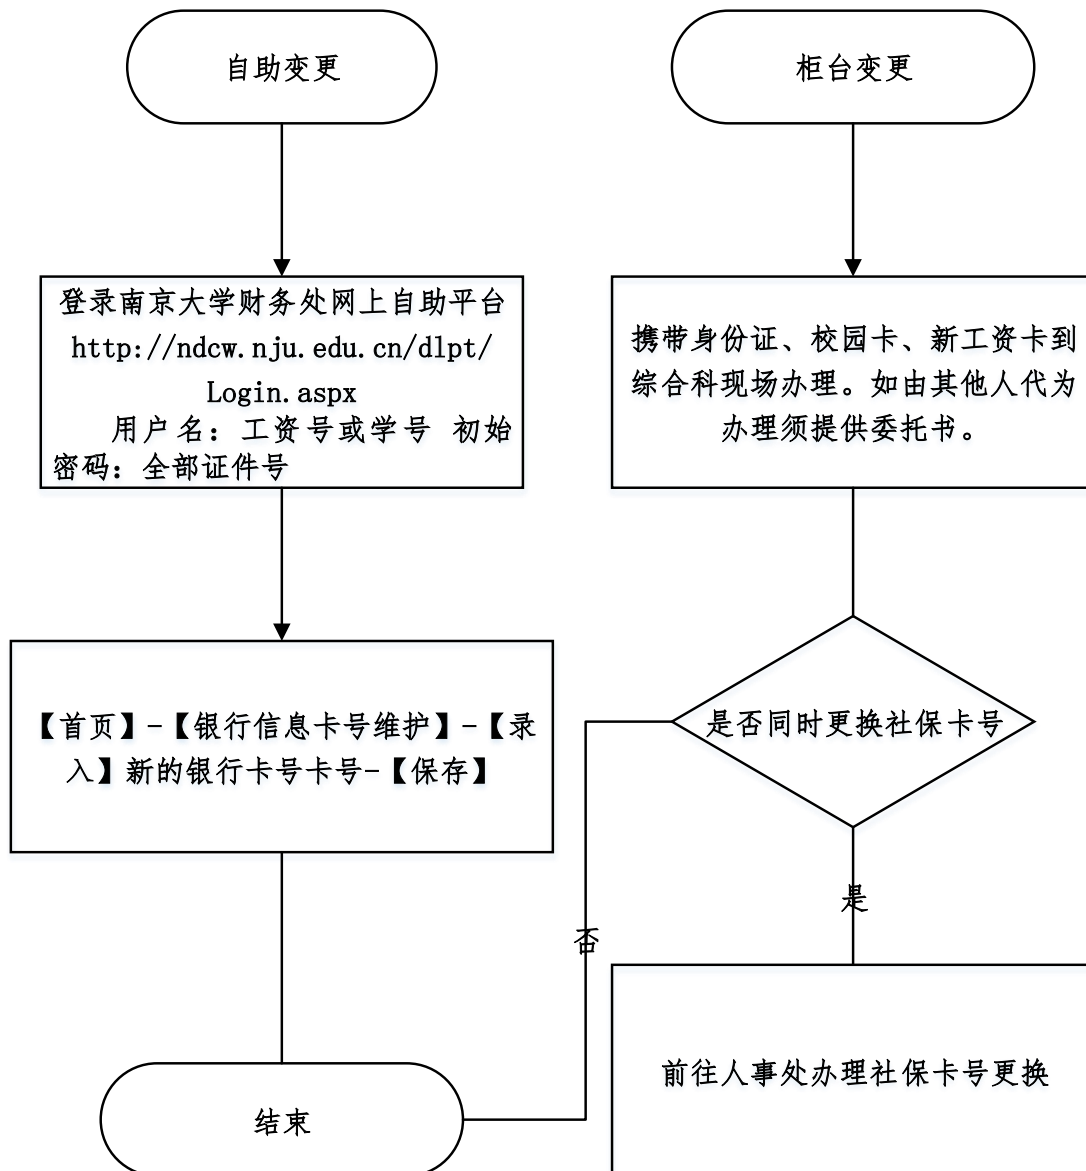 自助变更
登录南京大学财务处网上自助平台
http://ndcw.nju.edu.cn/dlpt/
Login.aspx
用户名：工资号或学号 初始
密码：全部证件号
【首页】-【银行信息卡号维护】-【录
入】新的银行卡号卡号-【保存】
结束
柜台变更
携带身份证、校园卡、新工资卡到
综合科现场办理。如由其他人代为
办理须提供委托书。
是否同时更换社保卡号
否
是
前往人事处办理社保卡号更换